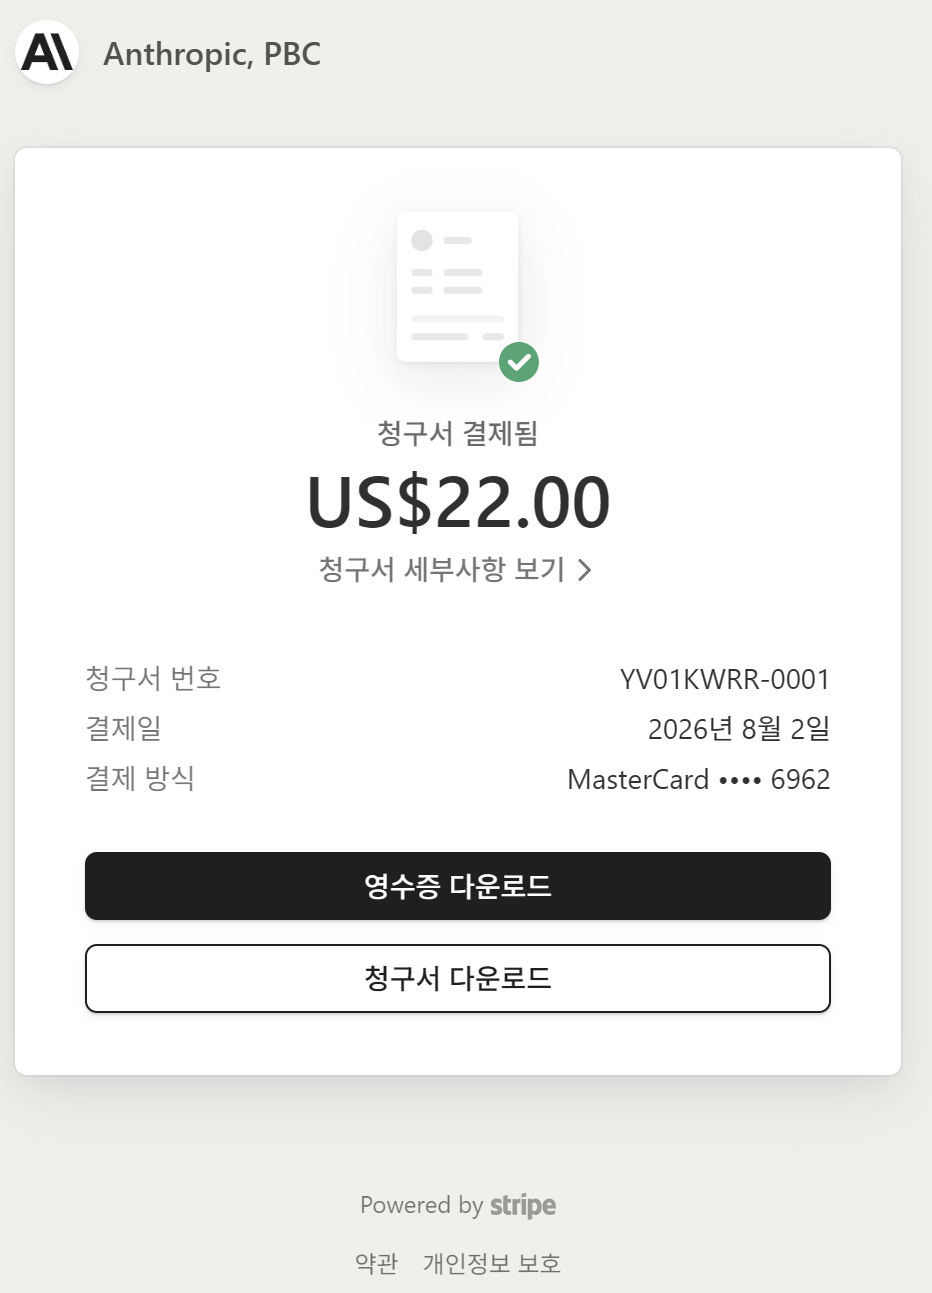 Anthropic, PBC
청구서 결제됨
US$22.00
청구서 세부사항 보기
청구서 번호 YV01KWRR-0001
결제일 2026년 8월 2일
결제 방식 MasterCard •••• 6962
영수증 다운로드
청구서 다운로드
Powered by stripe
약관 개인정보 보호